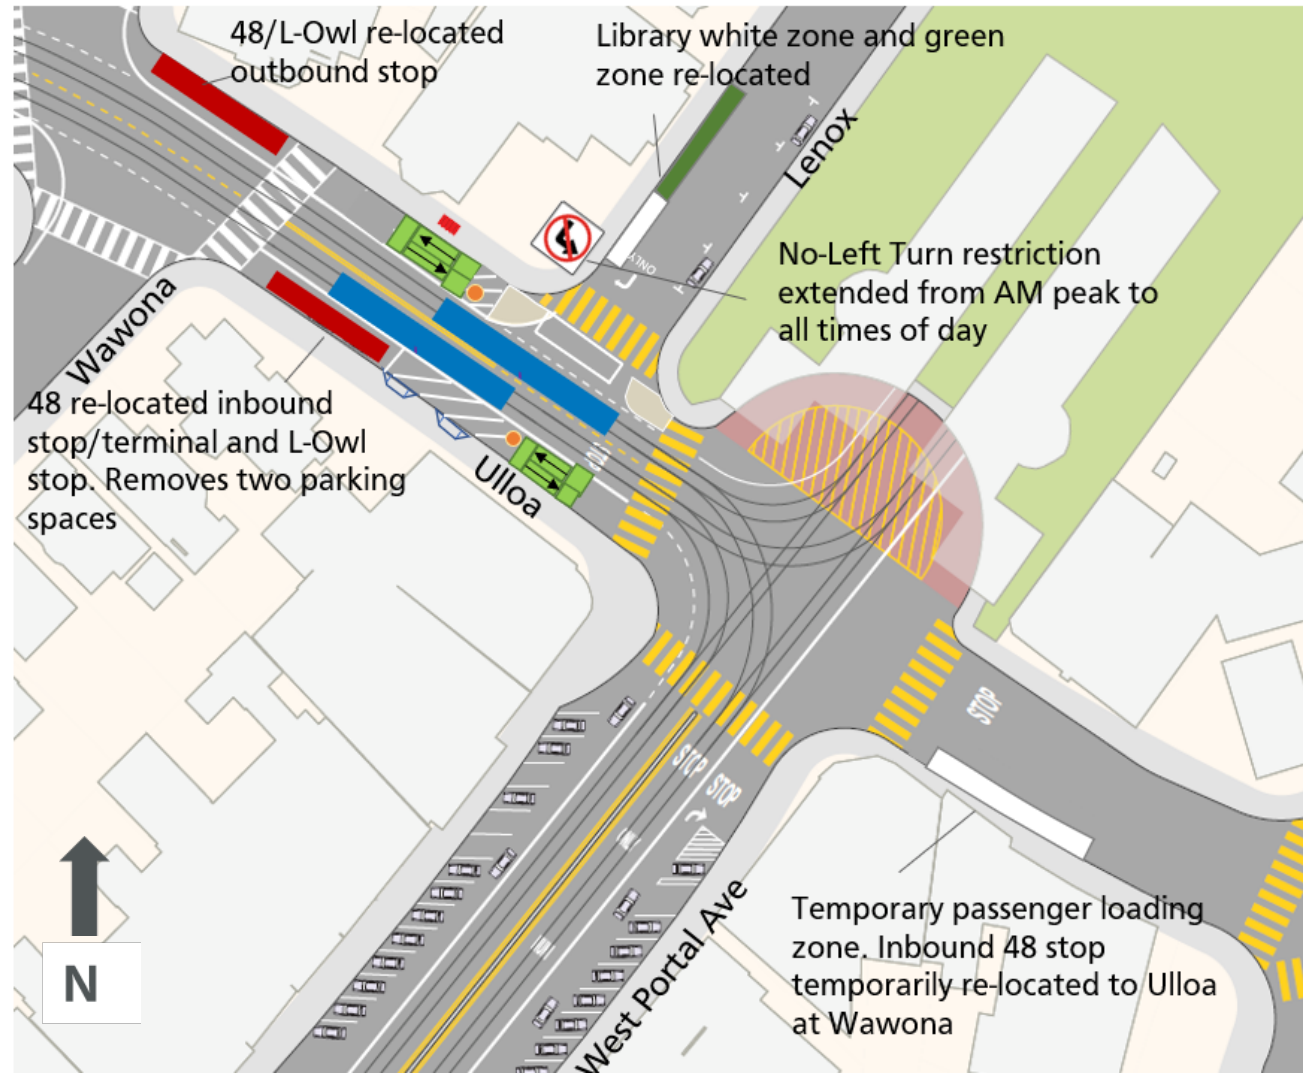 48/L-Owl re-located
outbound stop
Library white zone and green
zone re-located
Lenox
ONLY
No-Left Turn restriction
extended from AM peak to
all times of day
Wawona
48 re-located inbound
stop/terminal and L-Owl
stop. Removes two parking
spaces
Ulloa
STOP
STOP
STOP
STOP
West Portal Ave
N
Temporary passenger loading
zone. Inbound 48 stop
temporarily re-located to Ulloa
at Wawona